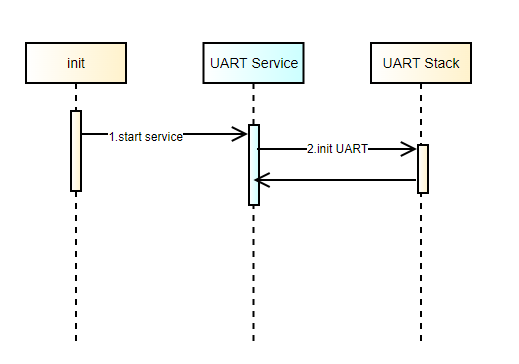 init
UART Service
UART Stack
1.start service
2.init UART